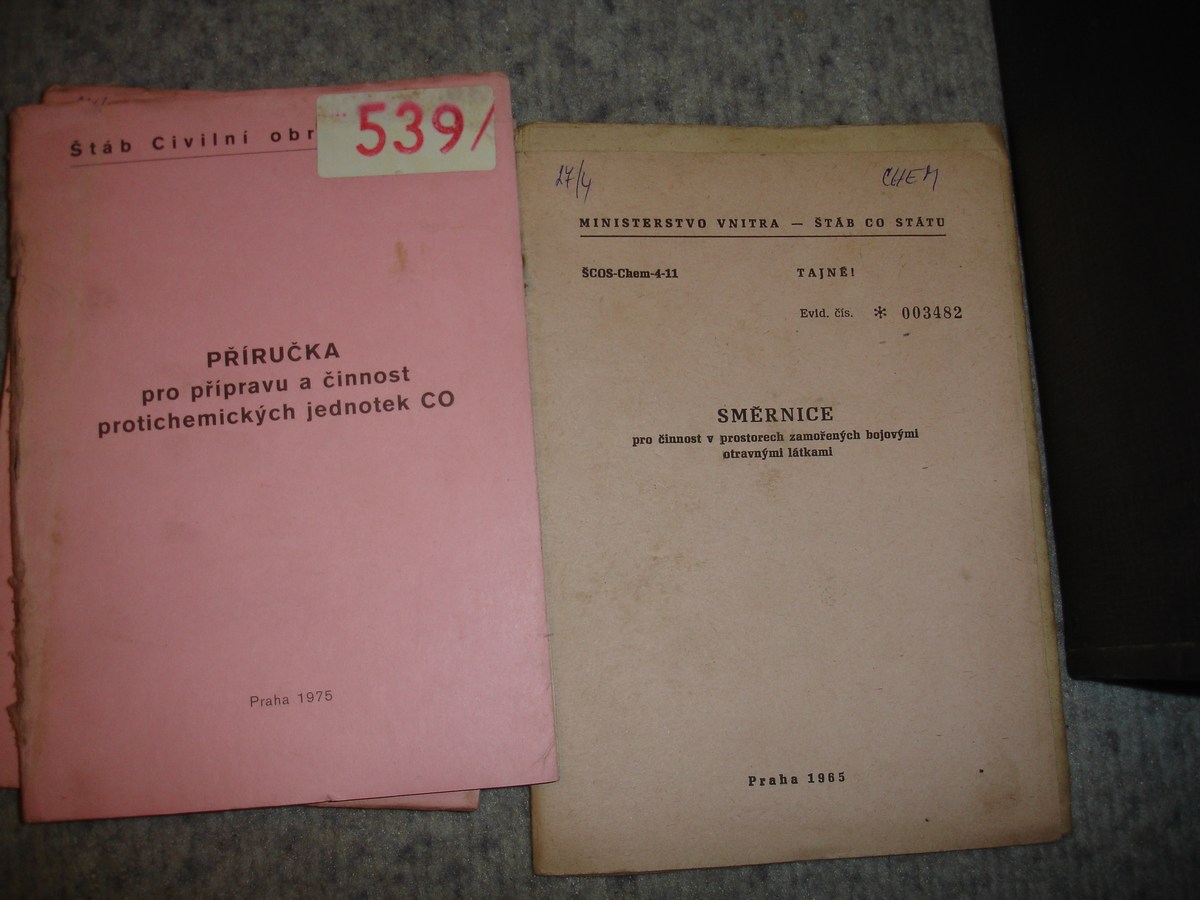 Štáb Civilní obr
539/
PŘÍRUČKA
pro přípravu a činnost
protichemických jednotek CO
Praha 1975
27/4
CHEM
MINISTERSTVO VNITRA — ŠTÁB CO STÁTU
ŠCOS-Chem-4-11
TAJNÉ!
Evid. čís. * 003482
SMĚRNICE
pro činnost v prostorech zamořených bojovými
otravnými látkami
Praha 1965